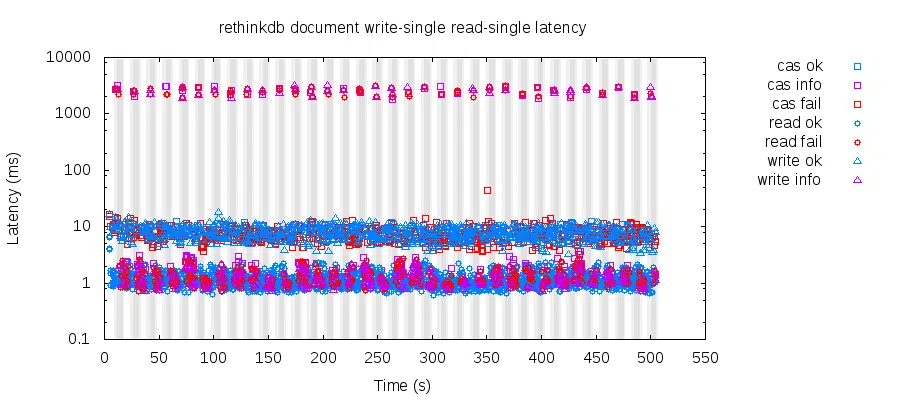 rethinkdb document write-single read-single latency
10000
1000
100
10
1
0.1
Latency (ms)
0 50 100 150 200 250 300 350 400 450 500 550
Time (s)
cas ok
cas info
cas fail
read ok
read fail
write ok
write info